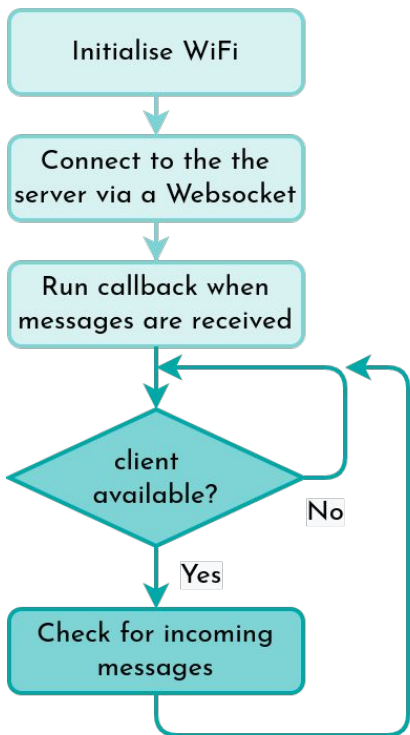 Initialise WiFi
Connect to the the
server via a Websocket
Run callback when
messages are received
client
available?
No
Yes
Check for incoming
messages